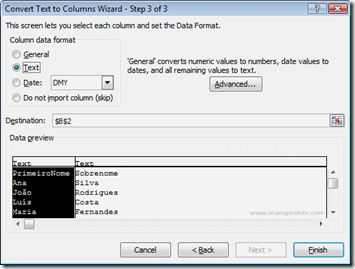 Convert Text to Columns Wizard - Step 3 of 3
This screen lets you select each column and set the Data Format.
Column data format
General
Text
Date: DMY
Do not import column (skip)
'General' converts numeric values to numbers, date values to dates, and all remaining values to text.
Advanced...
Destination: $B$2
Data preview
Text Text
PrimeiroNome Sobrenome
Ana Silva
João Rodrigues
Luis Costa
Maria Fernandes
Cancel < Back Next > Finish